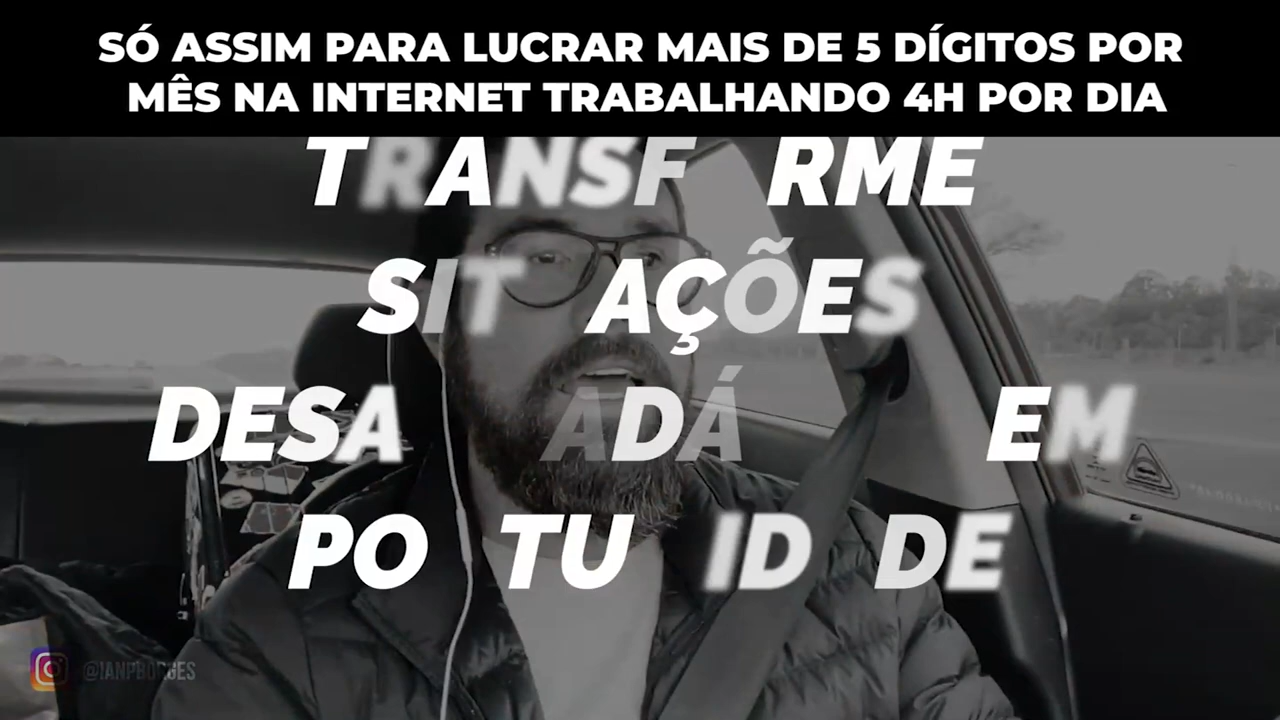 SÓ ASSIM PARA LUCRAR MAIS DE 5 DÍGITOS POR
MÊS NA INTERNET TRABALHANDO 4H POR DIA
TRANSF RME
SIT AÇÕES
DESA ADÁ EM
PO TU ID DE
@IANPBORGES